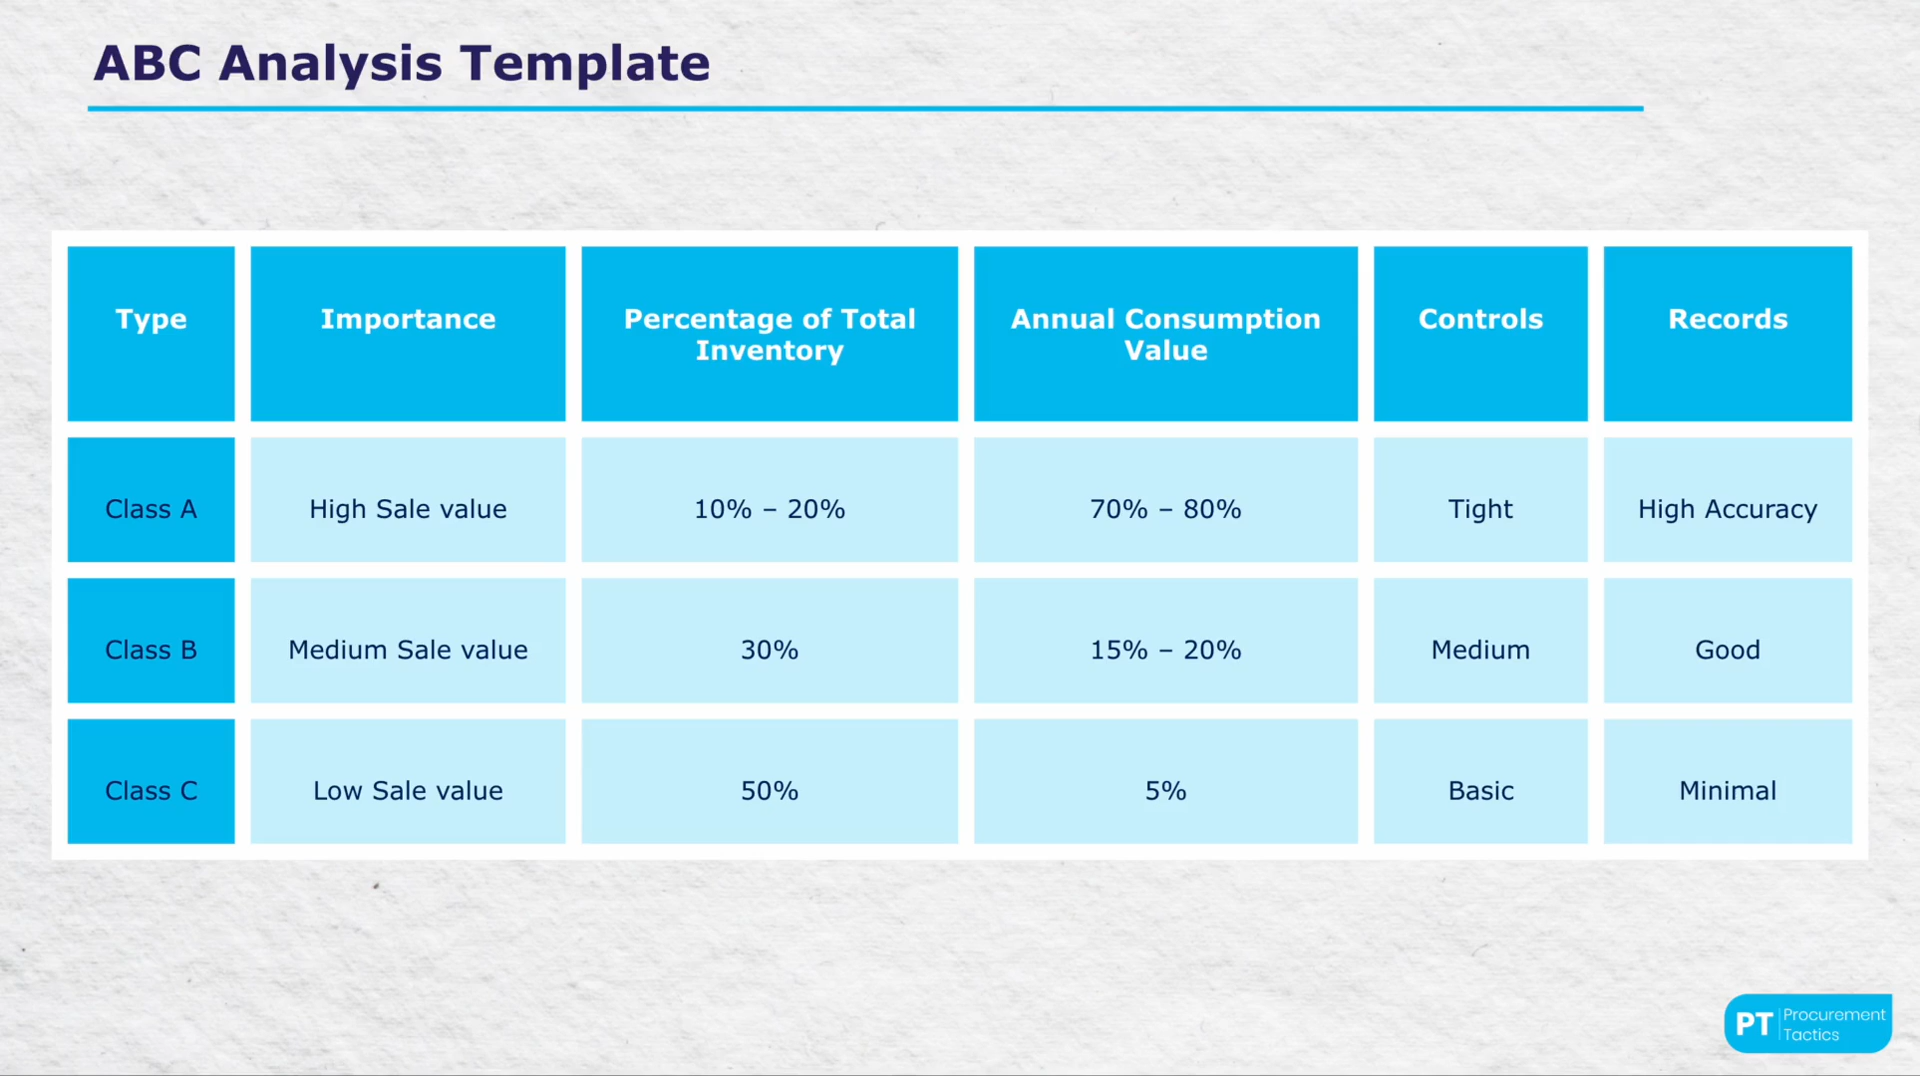 ABC Analysis Template
Type
Importance
Percentage of Total
Inventory
Annual Consumption
Value
Controls
Records
Class A
High Sale value
10% – 20%
70% – 80%
Tight
High Accuracy
Class B
Medium Sale value
30%
15% – 20%
Medium
Good
Class C
Low Sale value
50%
5%
Basic
Minimal
PT
Procurement
Tactics